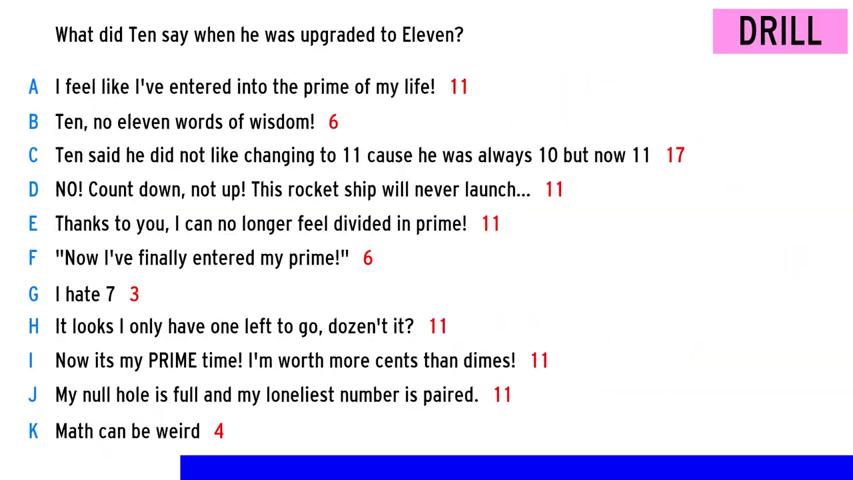 What did Ten say when he was upgraded to Eleven?
DRILL
A I feel like I've entered into the prime of my life! 11
B Ten, no eleven words of wisdom! 6
C Ten said he did not like changing to 11 cause he was always 10 but now 11 17
D NO! Count down, not up! This rocket ship will never launch... 11
E Thanks to you, I can no longer feel divided in prime! 11
F "Now I've finally entered my prime!" 6
G I hate 7 3
H It looks I only have one left to go, dozen't it? 11
I Now its my PRIME time! I'm worth more cents than dimes! 11
J My null hole is full and my loneliest number is paired. 11
K Math can be weird 4